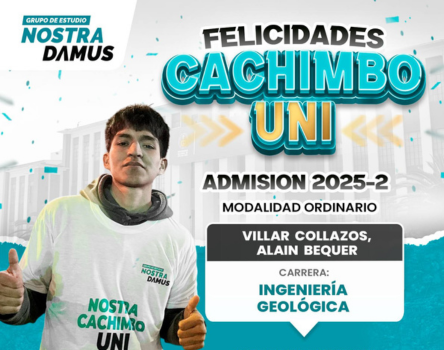 GRUPO DE ESTUDIO
NOSTRA
DAMUS
FELICIDADES
CACHIMBO
UNI
ADMISION 2025-2
MODALIDAD ORDINARIO
VILLAR COLLAZOS,
ALAIN BEQUER
CARRERA:
INGENIERÍA
GEOLÓGICA
NOSTRA
DAMUS
NOSTRA
CACHIMBO
UNI